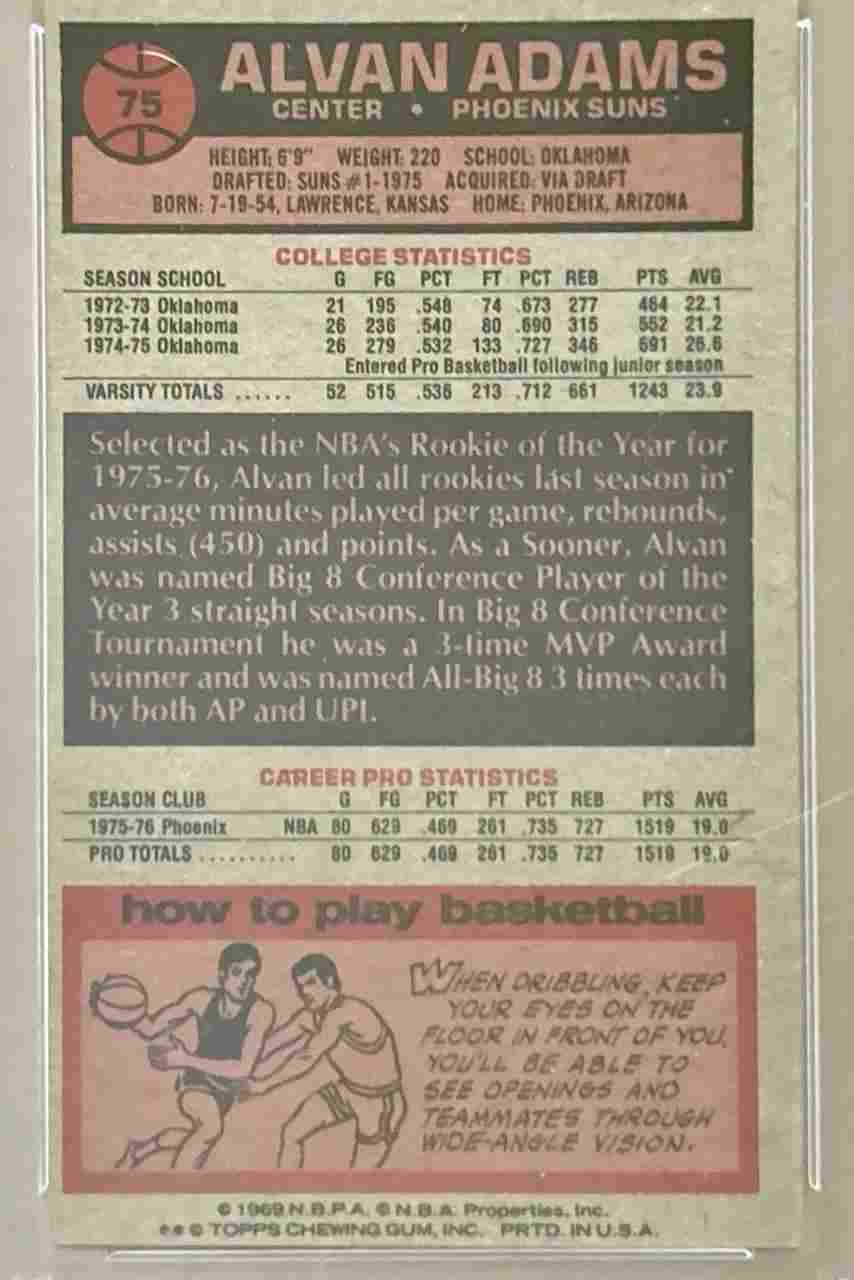 75
ALVAN ADAMS
CENTER • PHOENIX SUNS
HEIGHT: 6'9" WEIGHT: 220 SCHOOL: OKLAHOMA
DRAFTED: SUNS #1-1975 ACQUIRED: VIA DRAFT
BORN: 7-19-54, LAWRENCE, KANSAS HOME: PHOENIX, ARIZONA
COLLEGE STATISTICS
SEASON SCHOOL G FG PCT FT PCT REB PTS AVG
1972-73 Oklahoma 21 195 .548 74 .673 277 464 22.1
1973-74 Oklahoma 26 236 .540 80 .690 315 552 21.2
1974-75 Oklahoma 26 279 .532 133 .727 346 691 26.6
Entered Pro Basketball following junior season
VARSITY TOTALS ...... 52 515 .536 213 .712 661 1243 23.9
Selected as the NBA's Rookie of the Year for
1975-76, Alvan led all rookies last season in
average minutes played per game, rebounds,
assists (450) and points. As a Sooner, Alvan
was named Big 8 Conference Player of the
Year 3 straight seasons. In Big 8 Conference
Tournament he was a 3-time MVP Award
winner and was named All-Big 8 3 times each
by both AP and UPI.
CAREER PRO STATISTICS
SEASON CLUB G FG PCT FT PCT REB PTS AVG
1975-76 Phoenix NBA 80 629 .469 261 .735 727 1519 19.0
PRO TOTALS .......... 80 629 .469 261 .735 727 1519 19.0
how to play basketball
WHEN DRIBBLING, KEEP
YOUR EYES ON THE
FLOOR IN FRONT OF YOU.
YOU'LL BE ABLE TO
SEE OPENINGS AND
TEAMMATES THROUGH
WIDE-ANGLE VISION.
© 1969 N.B.P.A. © N.B.A. Properties, Inc.
** © TOPPS CHEWING GUM, INC. PRTD. IN U.S.A.